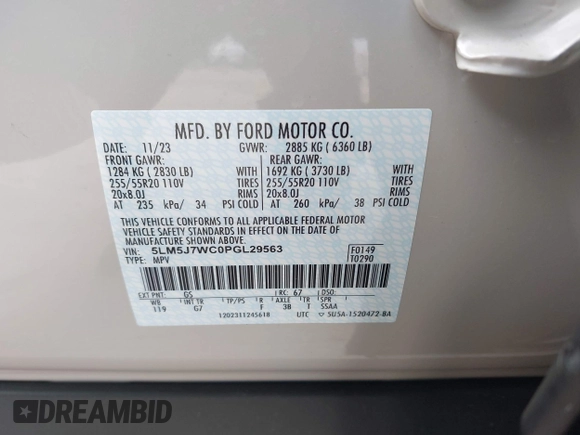 MFD. BY FORD MOTOR CO.
DATE: 11/23 GVWR: 2885 KG ( 6360 LB)
FRONT GAWR: REAR GAWR:
1284 KG ( 2830 LB) WITH 1692 KG ( 3730 LB) WITH
255/55R20 110V TIRES 255/55R20 110V TIRES
20x8.0J RIMS 20x8.0J RIMS
AT 235 kPa/ 34 PSI COLD AT 260 kPa/ 38 PSI COLD
THIS VEHICLE CONFORMS TO ALL APPLICABLE FEDERAL MOTOR
VEHICLE SAFETY STANDARDS IN EFFECT ON THE DATE OF
MANUFACTURE SHOWN ABOVE.
VIN: 5LM5J7WC0PGL29563 F0149
TYPE: MPV T0290
EXT PNT: GS RC: 67 DSO:
WB INT TR TP/PS R AXLE TR SPR
119 G7 F 3B T SSAA
1202311245618 UTC 5U5A-1520472-BA
DREAMBID